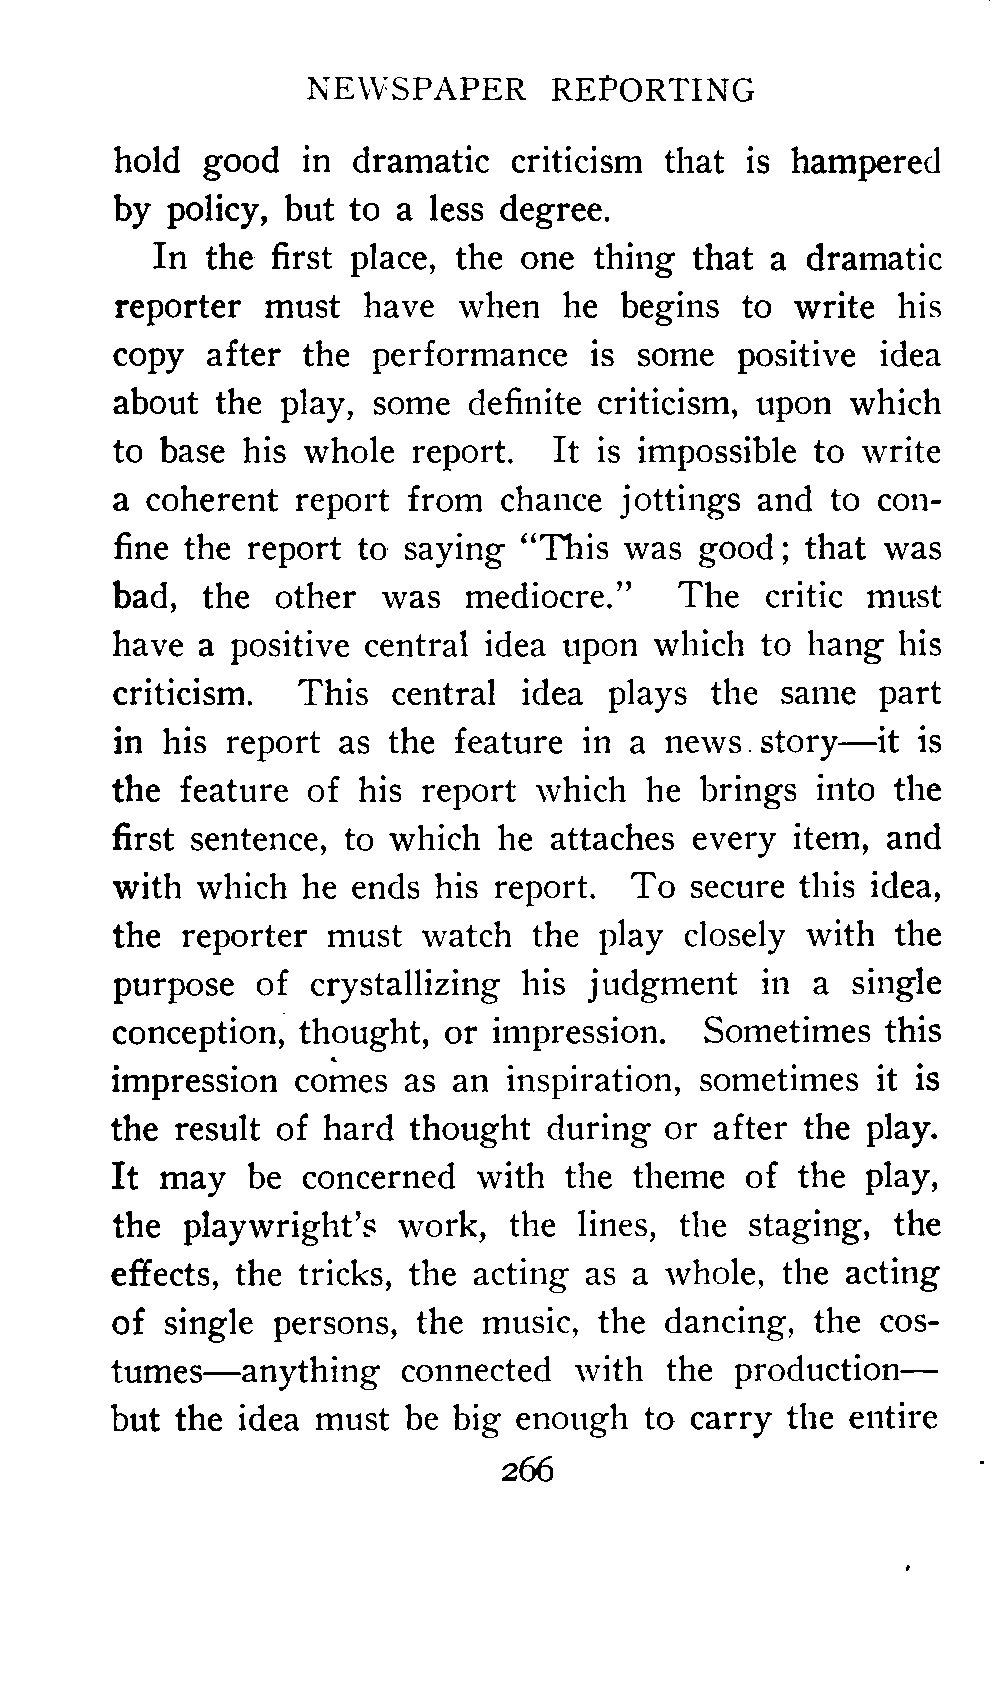 NEWSPAPER REPORTING
hold good in dramatic criticism that is hampered
by policy, but to a less degree.
In the first place, the one thing that a dramatic
reporter must have when he begins to write his
copy after the performance is some positive idea
about the play, some definite criticism, upon which
to base his whole report. It is impossible to write
a coherent report from chance jottings and to con-
fine the report to saying "This was good; that was
bad, the other was mediocre." The critic must
have a positive central idea upon which to hang his
criticism. This central idea plays the same part
in his report as the feature in a news story—it is
the feature of his report which he brings into the
first sentence, to which he attaches every item, and
with which he ends his report. To secure this idea,
the reporter must watch the play closely with the
purpose of crystallizing his judgment in a single
conception, thought, or impression. Sometimes this
impression comes as an inspiration, sometimes it is
the result of hard thought during or after the play.
It may be concerned with the theme of the play,
the playwright's work, the lines, the staging, the
effects, the tricks, the acting as a whole, the acting
of single persons, the music, the dancing, the cos-
tumes—anything connected with the production—
but the idea must be big enough to carry the entire
266